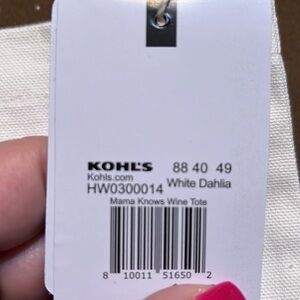 KOHL'S 88 40 49
Kohls.com
HW0300014 White Dahlia
Mama Knows Wine Tote
8 10011 51650 2